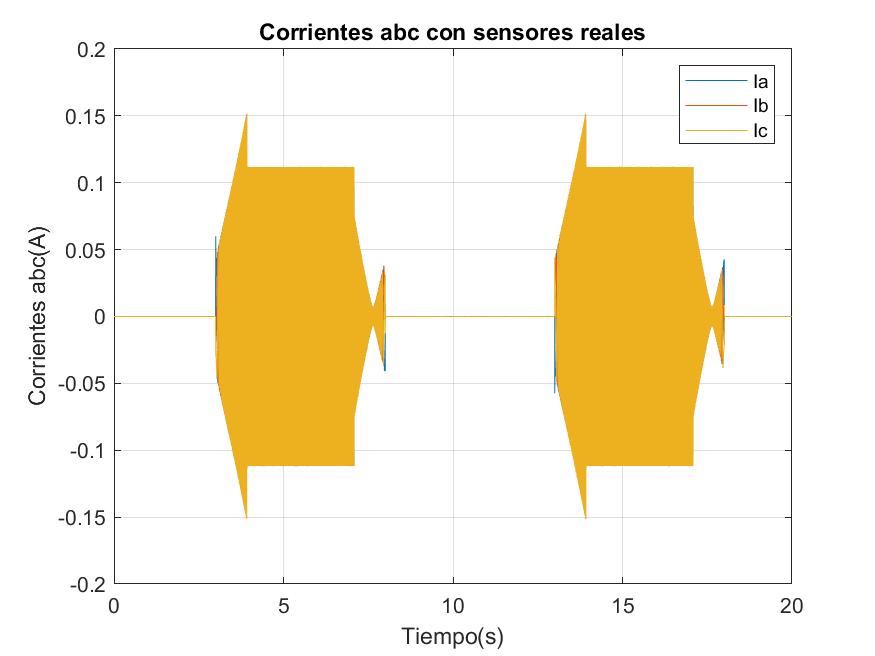 Corrientes abc con sensores reales
0.2
0.15
0.1
0.05
0
-0.05
-0.1
-0.15
-0.2
Corrientes abc(A)
Ia
Ib
Ic
0 5 10 15 20
Tiempo(s)